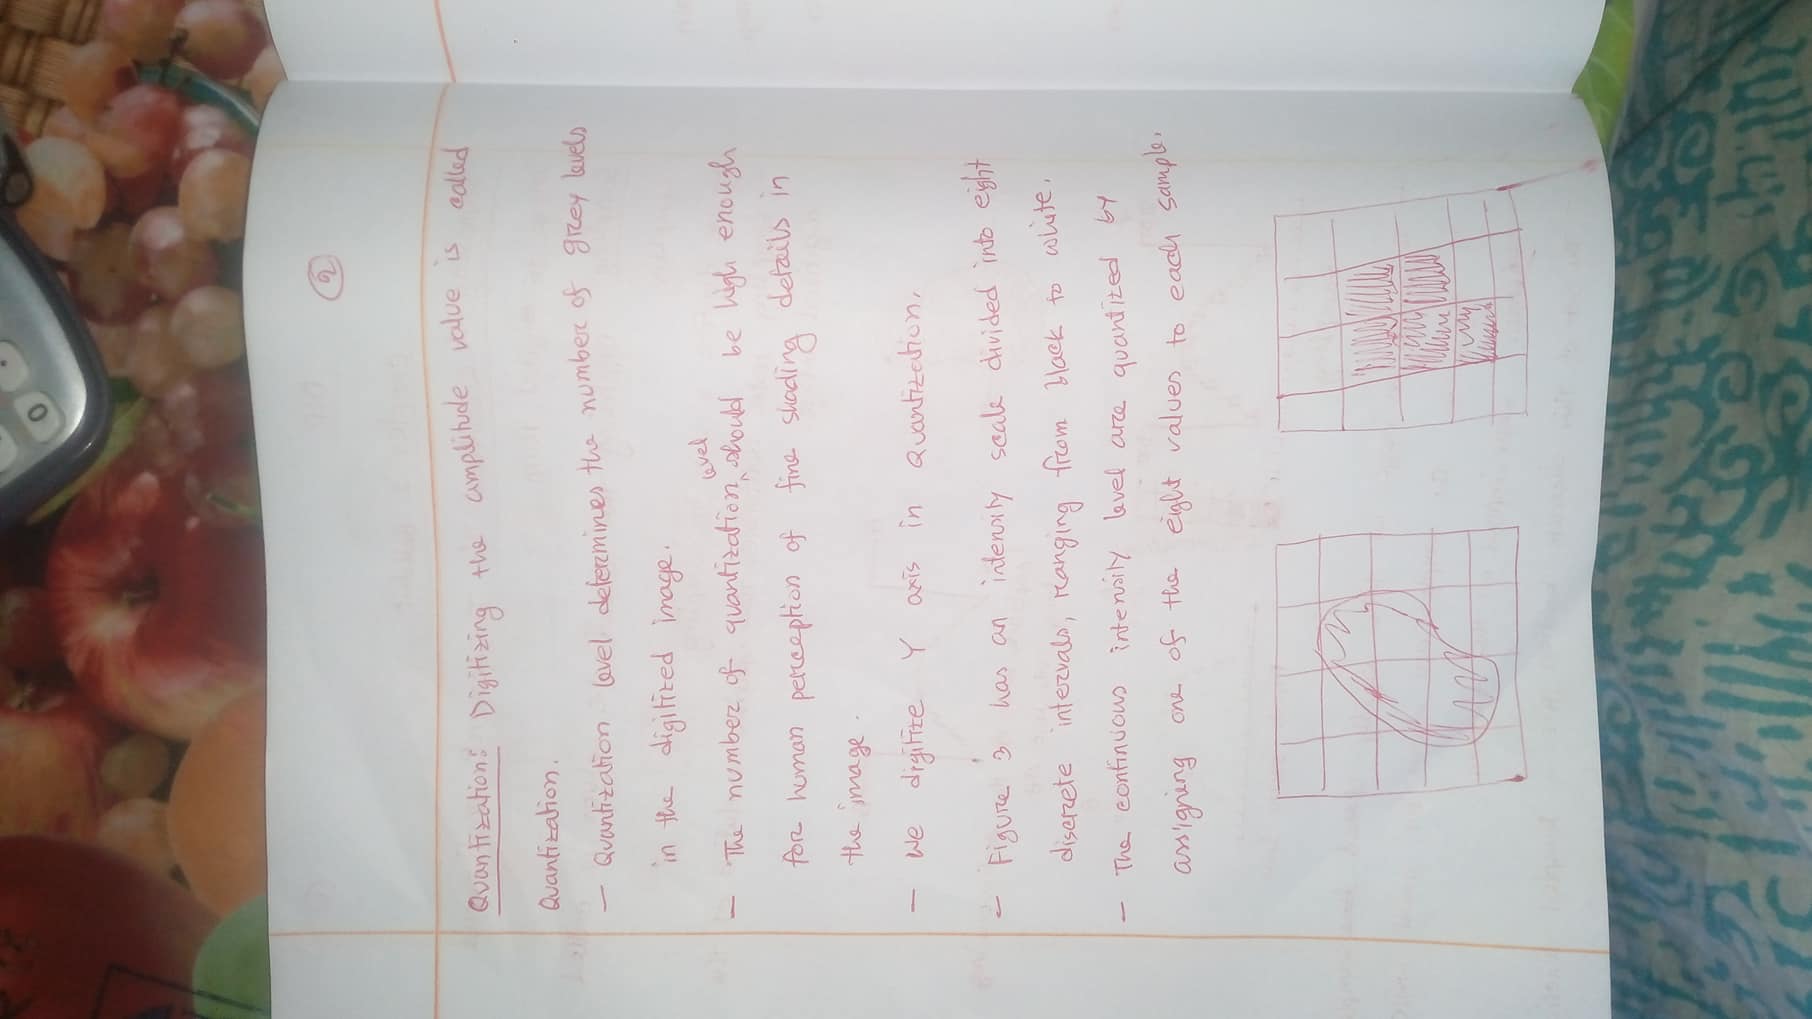 2
Quantization: Digitizing the amplitude value is called
Quantization.
— Quantization level determines the number of grey levels
in the digitized image.
— The number of quantization level should be high enough
for human perception of fine shading details in
the image.
— We digitize Y axis in Quantization.
— Figure 3 has an intensity scale divided into eight
discrete intervals, ranging from black to white.
— The continuous intensity level are quantized by
assigning one of the eight values to each sample.
0